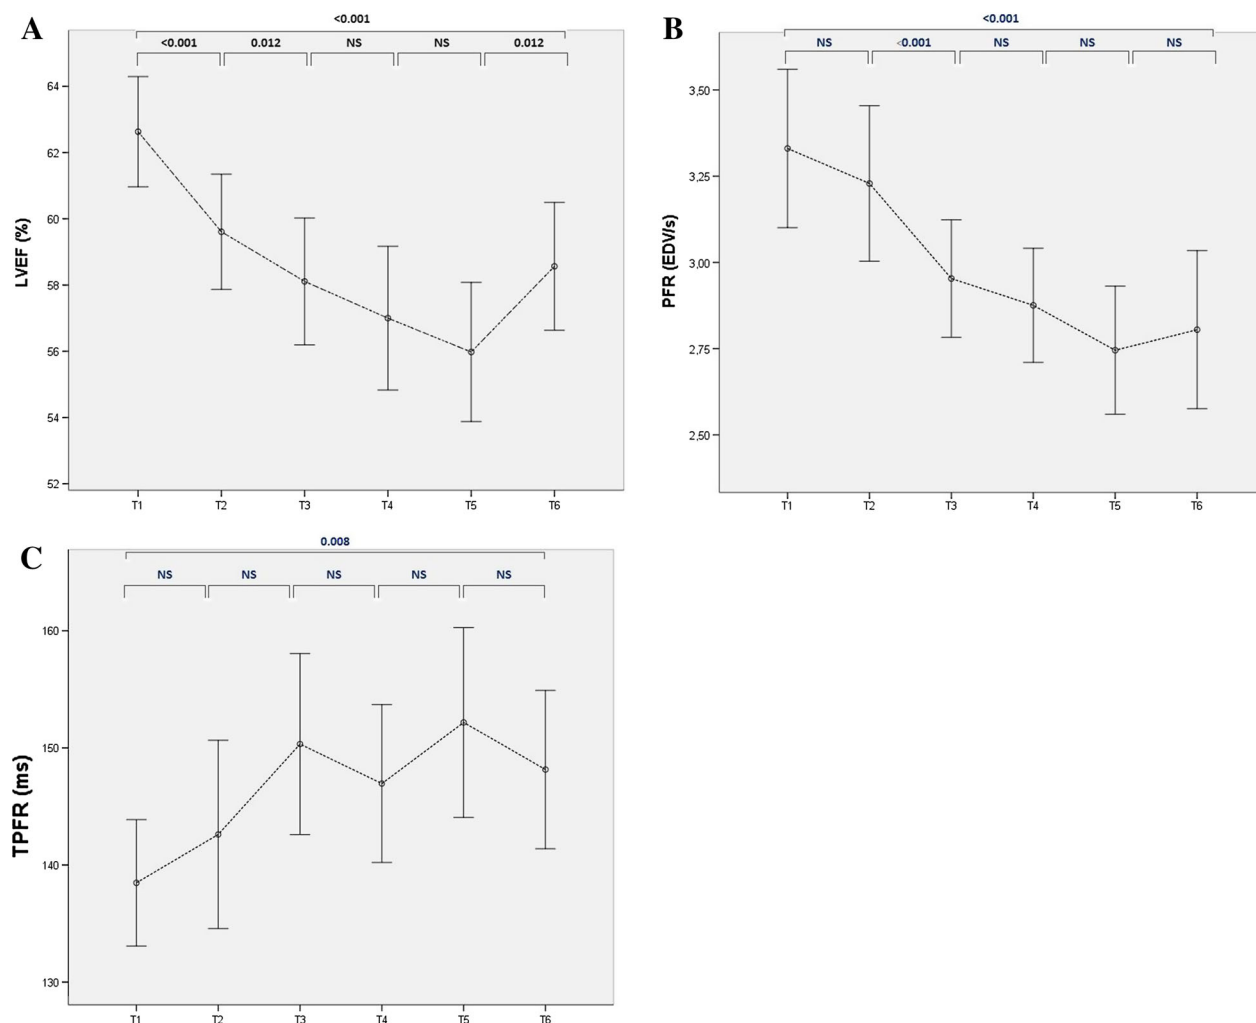 A
<0.001
<0.001 0.012 NS NS 0.012
64
62
60
58
56
54
52
LVEF (%)
T1 T2 T3 T4 T5 T6
B
<0.001
NS <0.001 NS NS NS
3,50
3,25
3,00
2,75
2,50
PFR (EDV/s)
T1 T2 T3 T4 T5 T6
C
0.008
NS NS NS NS NS
160
150
140
130
TPFR (ms)
T1 T2 T3 T4 T5 T6